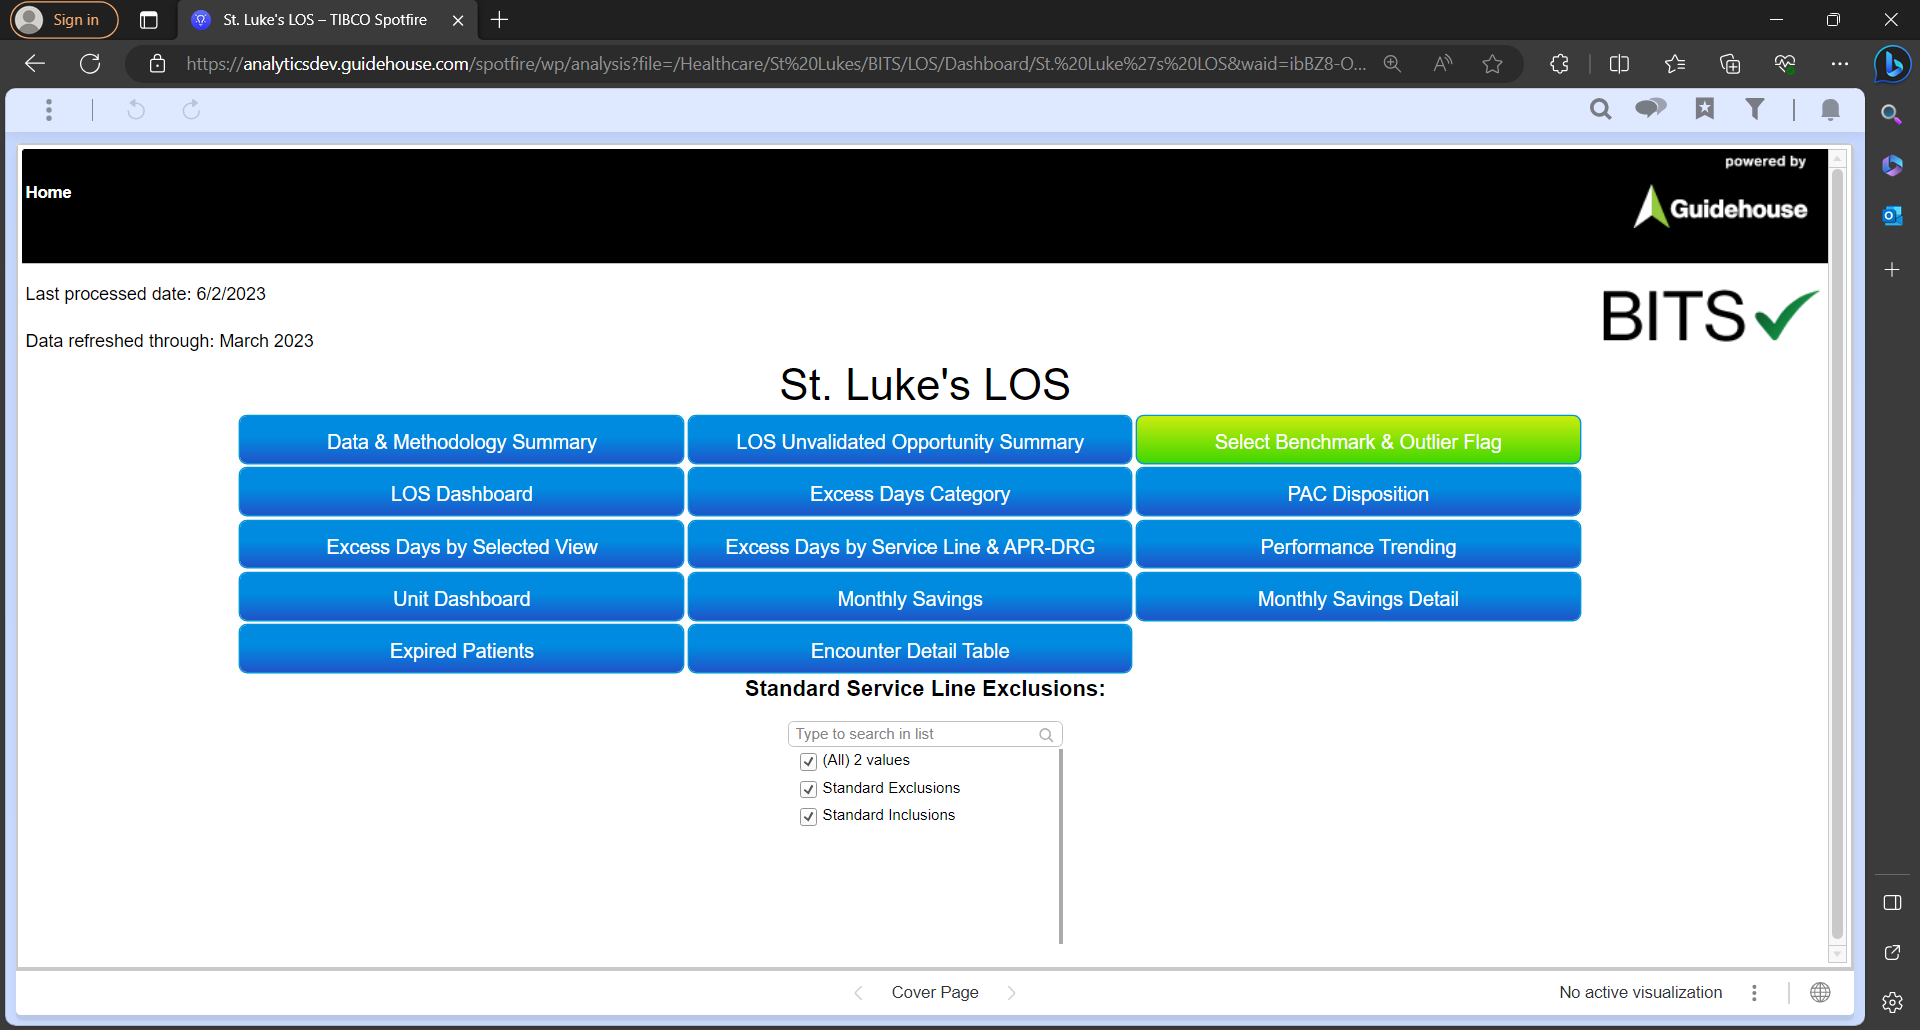 Sign in
St. Luke's LOS – TIBCO Spotfire
https://analyticsdev.guidehouse.com/spotfire/wp/analysis?file=/Healthcare/St%20Lukes/BITS/LOS/Dashboard/St.%20Luke%27s%20LOS&waid=ibBZ8-O...
powered by
Home
Guidehouse
Last processed date: 6/2/2023
BITS
Data refreshed through: March 2023
St. Luke's LOS
Data & Methodology Summary
LOS Unvalidated Opportunity Summary
Select Benchmark & Outlier Flag
LOS Dashboard
Excess Days Category
PAC Disposition
Excess Days by Selected View
Excess Days by Service Line & APR-DRG
Performance Trending
Unit Dashboard
Monthly Savings
Monthly Savings Detail
Expired Patients
Encounter Detail Table
Standard Service Line Exclusions:
Type to search in list
(All) 2 values
Standard Exclusions
Standard Inclusions
Cover Page
No active visualization